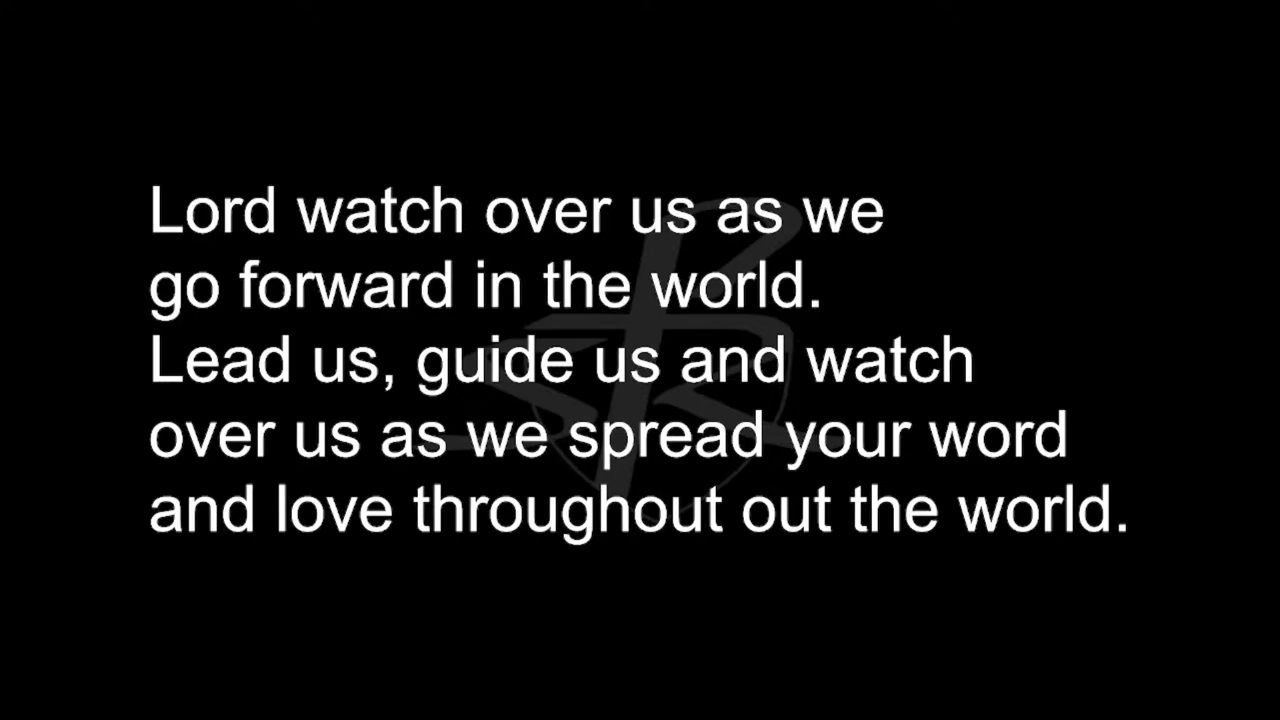 Lord watch over us as we
go forward in the world.
Lead us, guide us and watch
over us as we spread your word
and love throughout out the world.